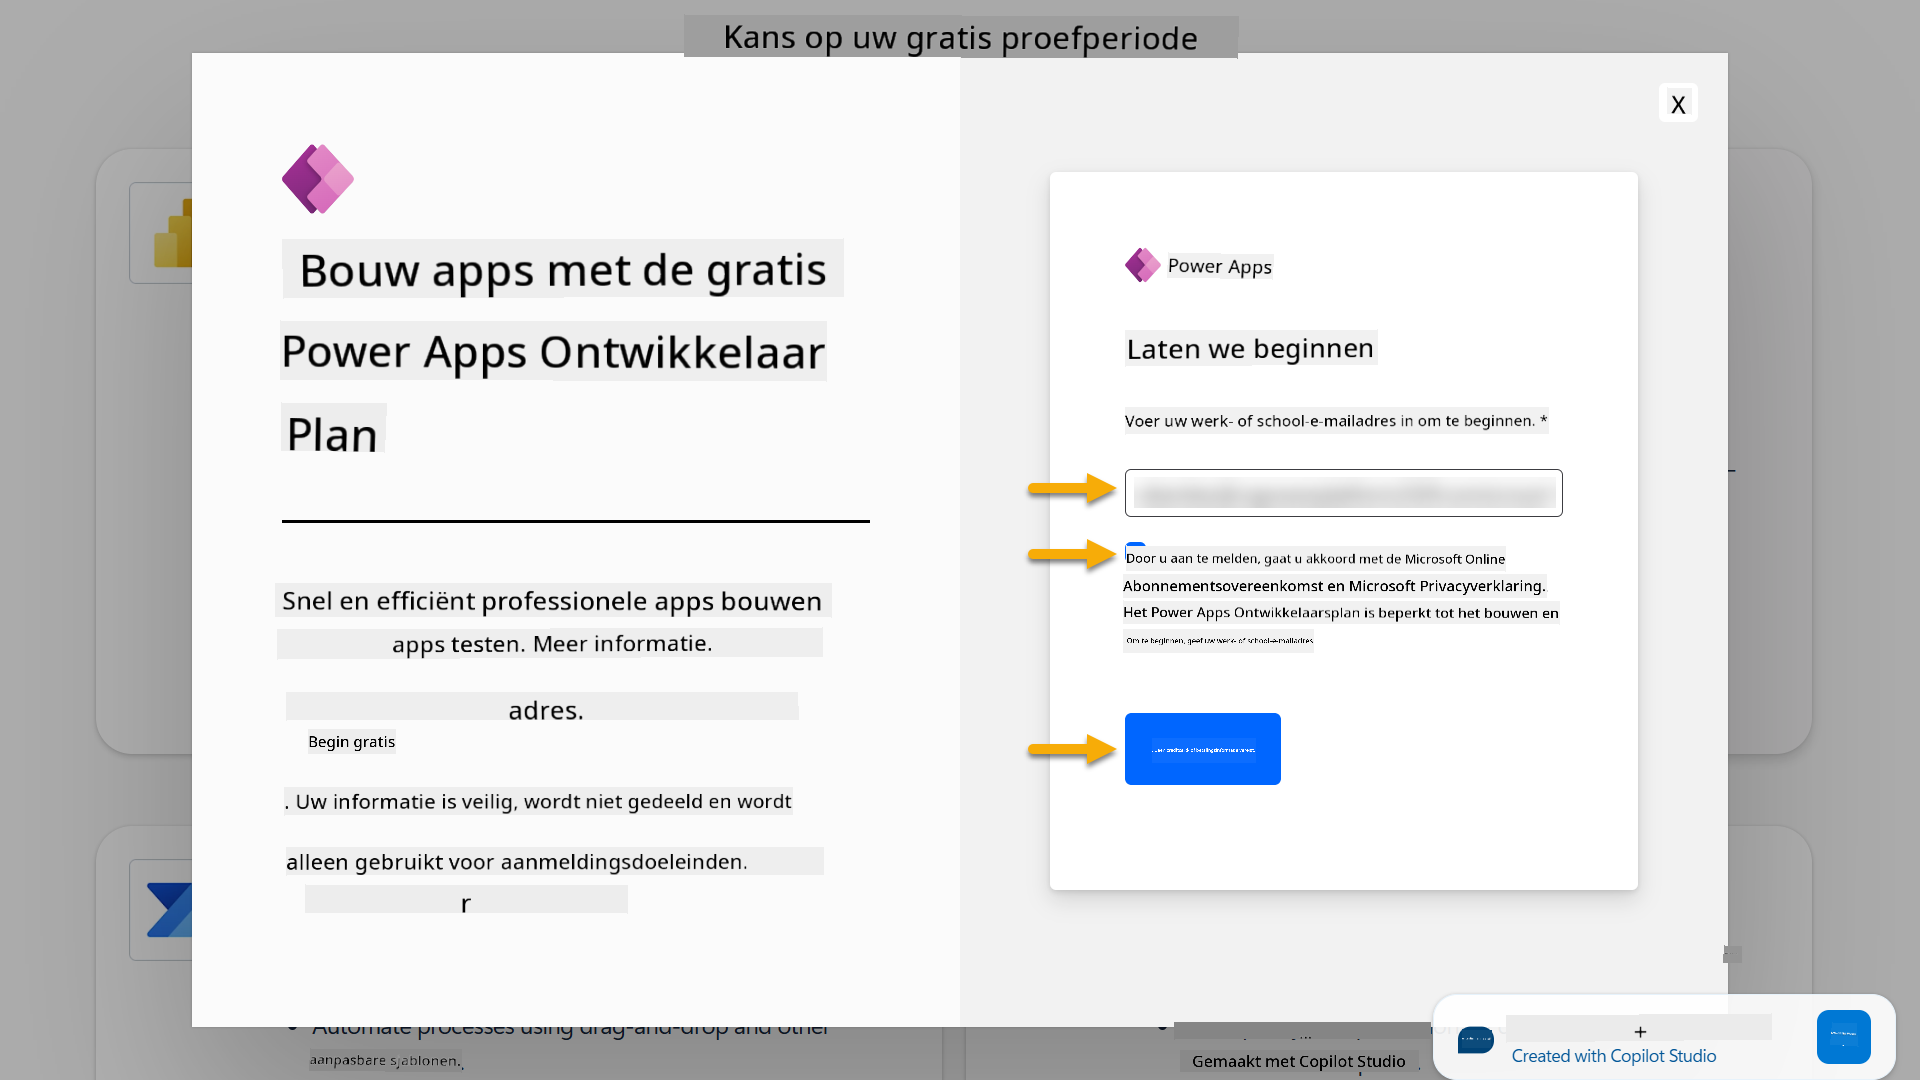 Kans op uw gratis proefperiode
X
Bouw apps met de gratis
Power Apps Ontwikkelaar
Plan
Snel en efficiënt professionele apps bouwen
apps testen. Meer informatie.
adres.
Begin gratis
. Uw informatie is veilig, wordt niet gedeeld en wordt
alleen gebruikt voor aanmeldingsdoeleinden.
r
Power Apps
Laten we beginnen
Voer uw werk- of school-e-mailadres in om te beginnen. *
Door u aan te melden, gaat u akkoord met de Microsoft Online
Abonnementsovereenkomst en Microsoft Privacyverklaring.
Het Power Apps Ontwikkelaarsplan is beperkt tot het bouwen en
Om te beginnen, geef uw werk- of school-e-mailadres
Automate processes using drag-and-drop and other
aanpasbare sjablonen.
Gemaakt met Copilot Studio
+
Created with Copilot Studio